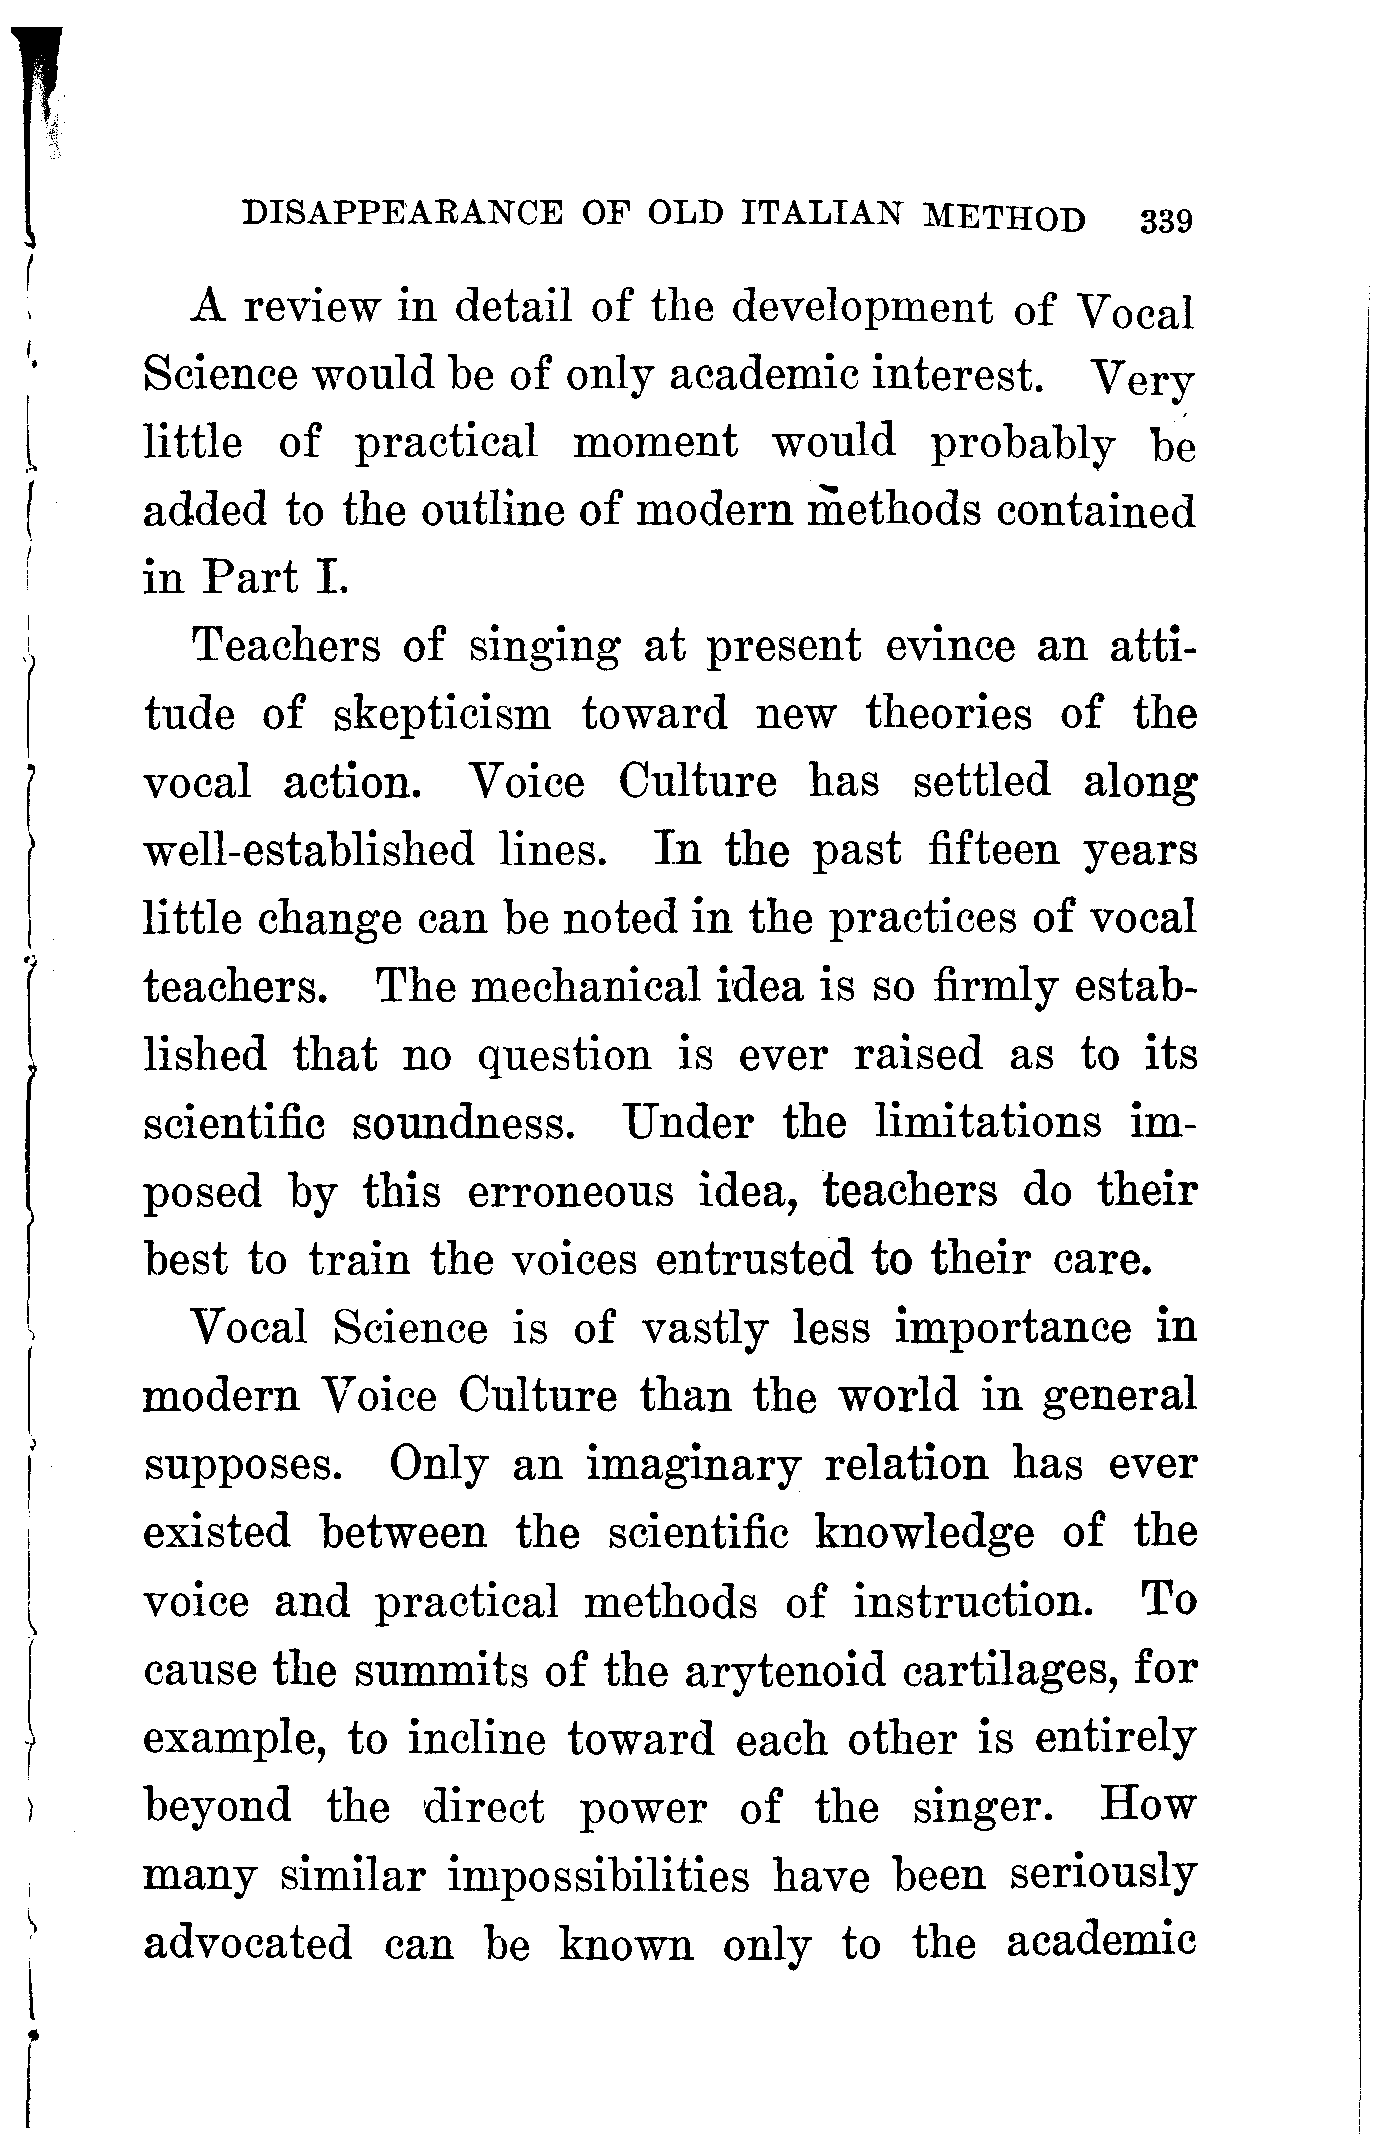 DISAPPEARANCE OF OLD ITALIAN METHOD 339
A review in detail of the development of Vocal
Science would be of only academic interest. Very
little of practical moment would probably be
added to the outline of modern methods contained
in Part I.
Teachers of singing at present evince an atti-
tude of skepticism toward new theories of the
vocal action. Voice Culture has settled along
well-established lines. In the past fifteen years
little change can be noted in the practices of vocal
teachers. The mechanical idea is so firmly estab-
lished that no question is ever raised as to its
scientific soundness. Under the limitations im-
posed by this erroneous idea, teachers do their
best to train the voices entrusted to their care.
Vocal Science is of vastly less importance in
modern Voice Culture than the world in general
supposes. Only an imaginary relation has ever
existed between the scientific knowledge of the
voice and practical methods of instruction. To
cause the summits of the arytenoid cartilages, for
example, to incline toward each other is entirely
beyond the direct power of the singer. How
many similar impossibilities have been seriously
advocated can be known only to the academic